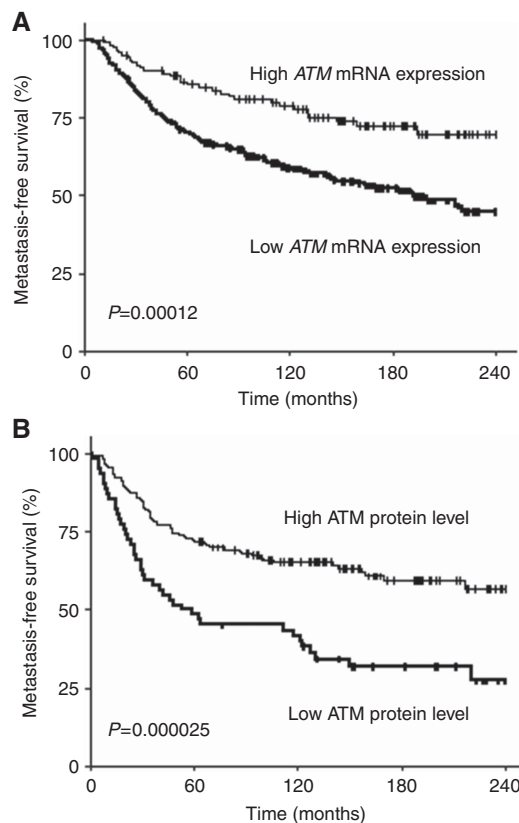 A
Metastasis-free survival (%)
100
75
50
25
0
High ATM mRNA expression
Low ATM mRNA expression
P=0.00012
0 60 120 180 240
Time (months)
B
Metastasis-free survival (%)
100
75
50
25
0
High ATM protein level
Low ATM protein level
P=0.000025
0 60 120 180 240
Time (months)